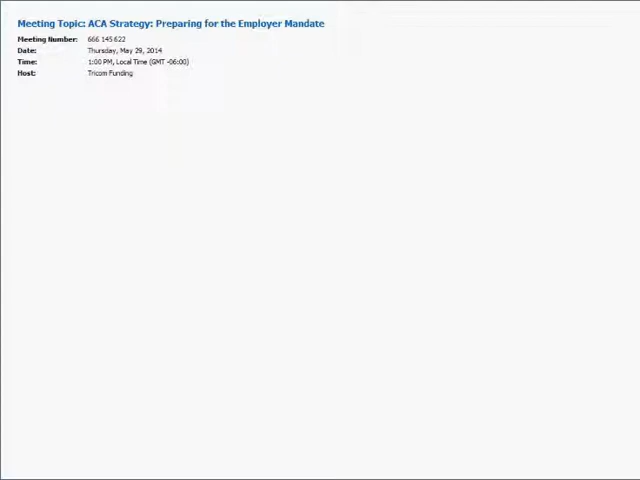 Meeting Topic: ACA Strategy: Preparing for the Employer Mandate
Meeting Number: 666 145 622
Date: Thursday, May 29, 2014
Time: 1:00 PM, Local Time (GMT -06:00)
Host: Tricom Funding